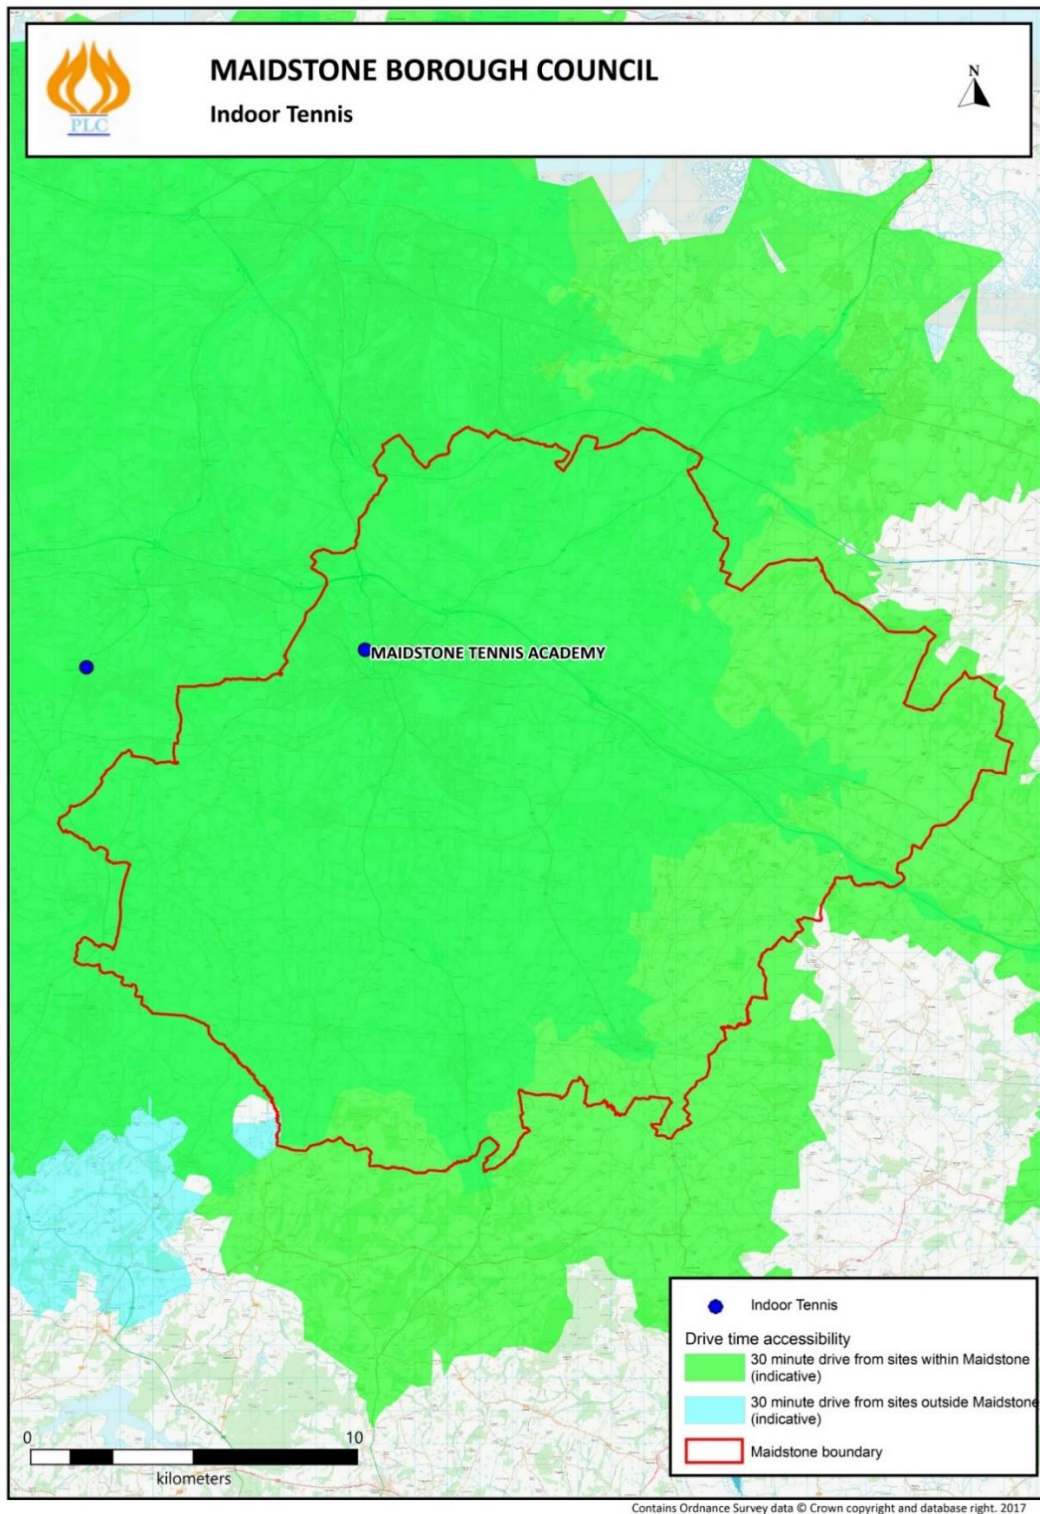 PLC
MAIDSTONE BOROUGH COUNCIL
Indoor Tennis
N
MAIDSTONE TENNIS ACADEMY
Indoor Tennis
Drive time accessibility
30 minute drive from sites within Maidstone
(indicative)
30 minute drive from sites outside Maidstone
(indicative)
Maidstone boundary
0
10
kilometers
Contains Ordnance Survey data © Crown copyright and database right. 2017